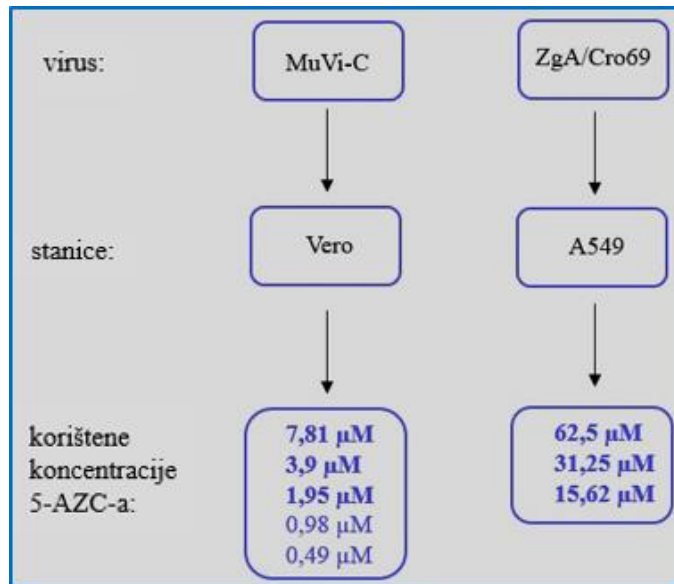 virus:
MuVi-C
ZgA/Cro69
stanice:
Vero
A549
korištene
koncentracije
5-AZC-a:
7,81 µM
3,9 µM
1,95 µM
0,98 µM
0,49 µM
62,5 µM
31,25 µM
15,62 µM